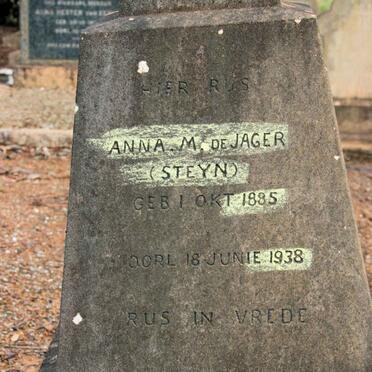 HIER RUS
ANNA. M. DE JAGER
(STEYN)
GEB 1 OKT 1885
OORL 18 JUNIE 1938
RUS IN VREDE